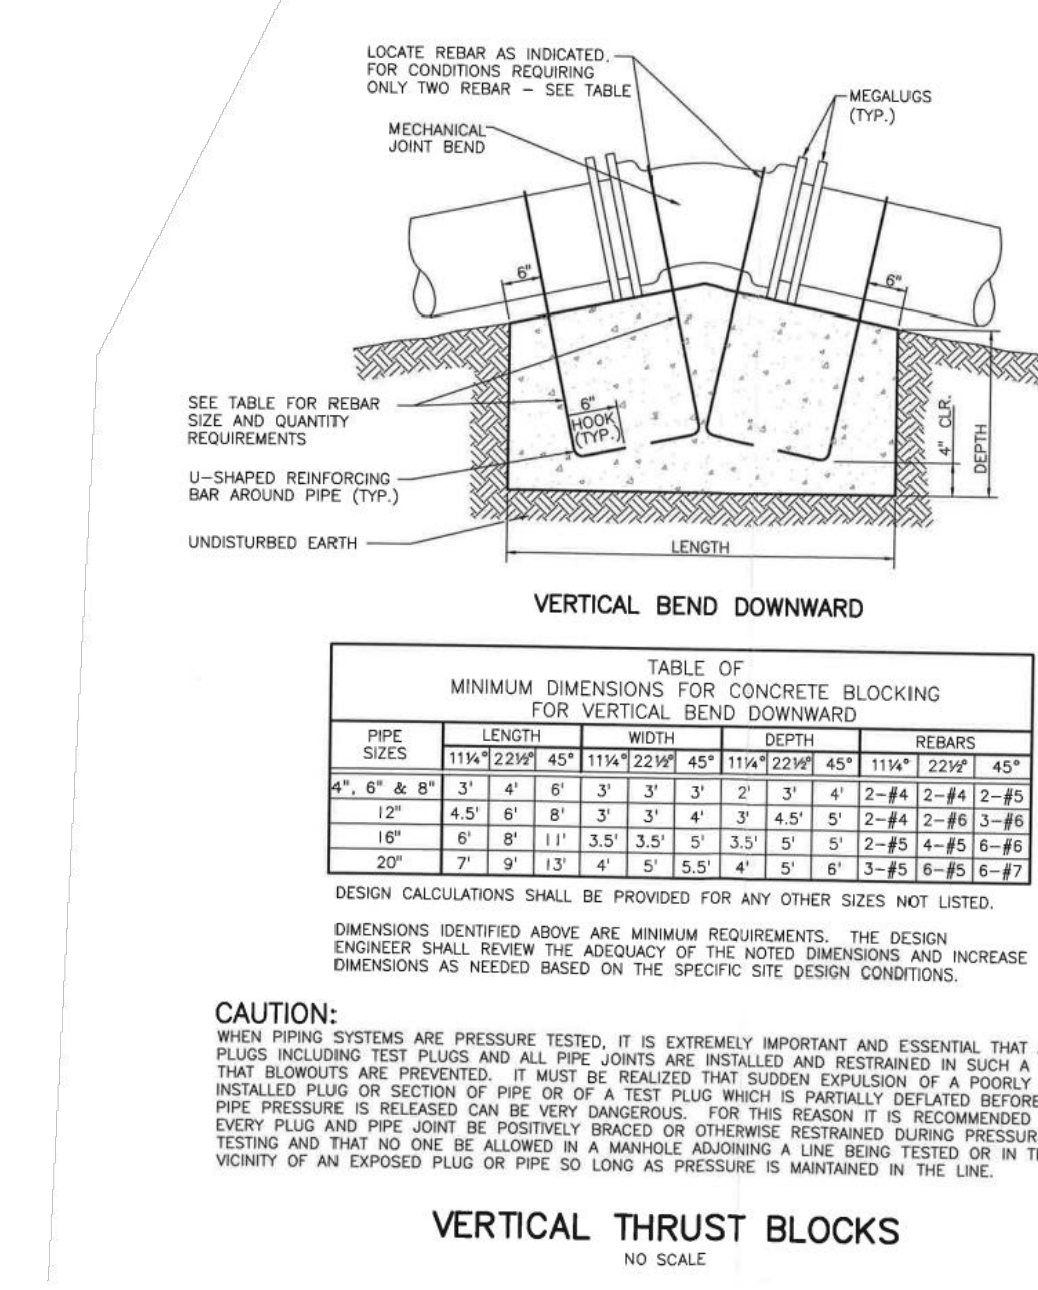 LOCATE REBAR AS INDICATED.
FOR CONDITIONS REQUIRING
ONLY TWO REBAR – SEE TABLE
MEGALUGS
(TYP.)
MECHANICAL
JOINT BEND
6"
6"
SEE TABLE FOR REBAR
SIZE AND QUANTITY
REQUIREMENTS
6"
HOOK
(TYP.)
4" CLR.
DEPTH
U-SHAPED REINFORCING
BAR AROUND PIPE (TYP.)
UNDISTURBED EARTH
LENGTH
VERTICAL BEND DOWNWARD
TABLE OF
MINIMUM DIMENSIONS FOR CONCRETE BLOCKING
FOR VERTICAL BEND DOWNWARD
PIPE SIZES LENGTH WIDTH DEPTH REBARS
11¼° 22½° 45° 11¼° 22½° 45° 11¼° 22½° 45° 11¼° 22½° 45°
4", 6" & 8" 3' 4' 6' 3' 3' 3' 2' 3' 4' 2-#4 2-#4 2-#5
12" 4.5' 6' 8' 3' 3' 4' 3' 4.5' 5' 2-#4 2-#6 3-#6
16" 6' 8' 11' 3.5' 3.5' 5' 3.5' 5' 5' 2-#5 4-#5 6-#6
20" 7' 9' 13' 4' 5' 5.5' 4' 5' 6' 3-#5 6-#5 6-#7
DESIGN CALCULATIONS SHALL BE PROVIDED FOR ANY OTHER SIZES NOT LISTED.
DIMENSIONS IDENTIFIED ABOVE ARE MINIMUM REQUIREMENTS. THE DESIGN
ENGINEER SHALL REVIEW THE ADEQUACY OF THE NOTED DIMENSIONS AND INCREASE
DIMENSIONS AS NEEDED BASED ON THE SPECIFIC SITE DESIGN CONDITIONS.
CAUTION:
WHEN PIPING SYSTEMS ARE PRESSURE TESTED, IT IS EXTREMELY IMPORTANT AND ESSENTIAL THAT
PLUGS INCLUDING TEST PLUGS AND ALL PIPE JOINTS ARE INSTALLED AND RESTRAINED IN SUCH A
THAT BLOWOUTS ARE PREVENTED. IT MUST BE REALIZED THAT SUDDEN EXPULSION OF A POORLY
INSTALLED PLUG OR SECTION OF PIPE OR OF A TEST PLUG WHICH IS PARTIALLY DEFLATED BEFORE
PIPE PRESSURE IS RELEASED CAN BE VERY DANGEROUS. FOR THIS REASON IT IS RECOMMENDED
EVERY PLUG AND PIPE JOINT BE POSITIVELY BRACED OR OTHERWISE RESTRAINED DURING PRESSUR
TESTING AND THAT NO ONE BE ALLOWED IN A MANHOLE ADJOINING A LINE BEING TESTED OR IN
VICINITY OF AN EXPOSED PLUG OR PIPE SO LONG AS PRESSURE IS MAINTAINED IN THE LINE.
VERTICAL THRUST BLOCKS
NO SCALE